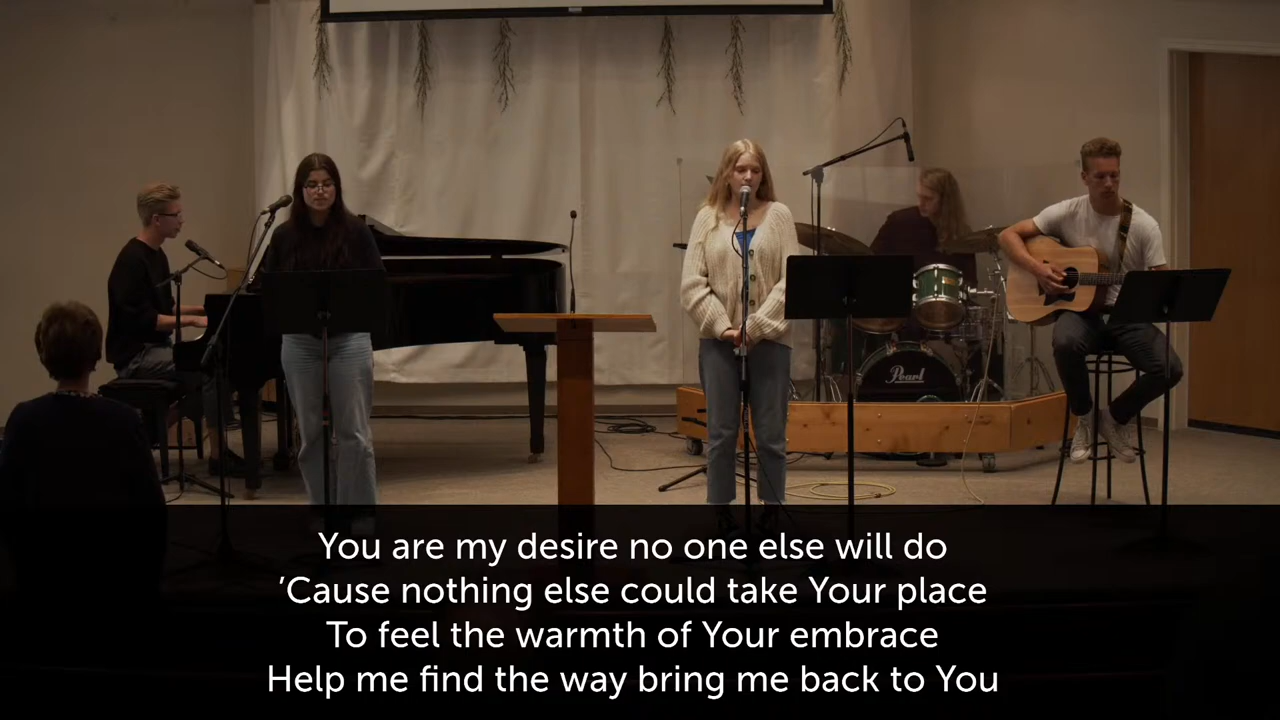 Pearl
You are my desire no one else will do
'Cause nothing else could take Your place
To feel the warmth of Your embrace
Help me find the way bring me back to You